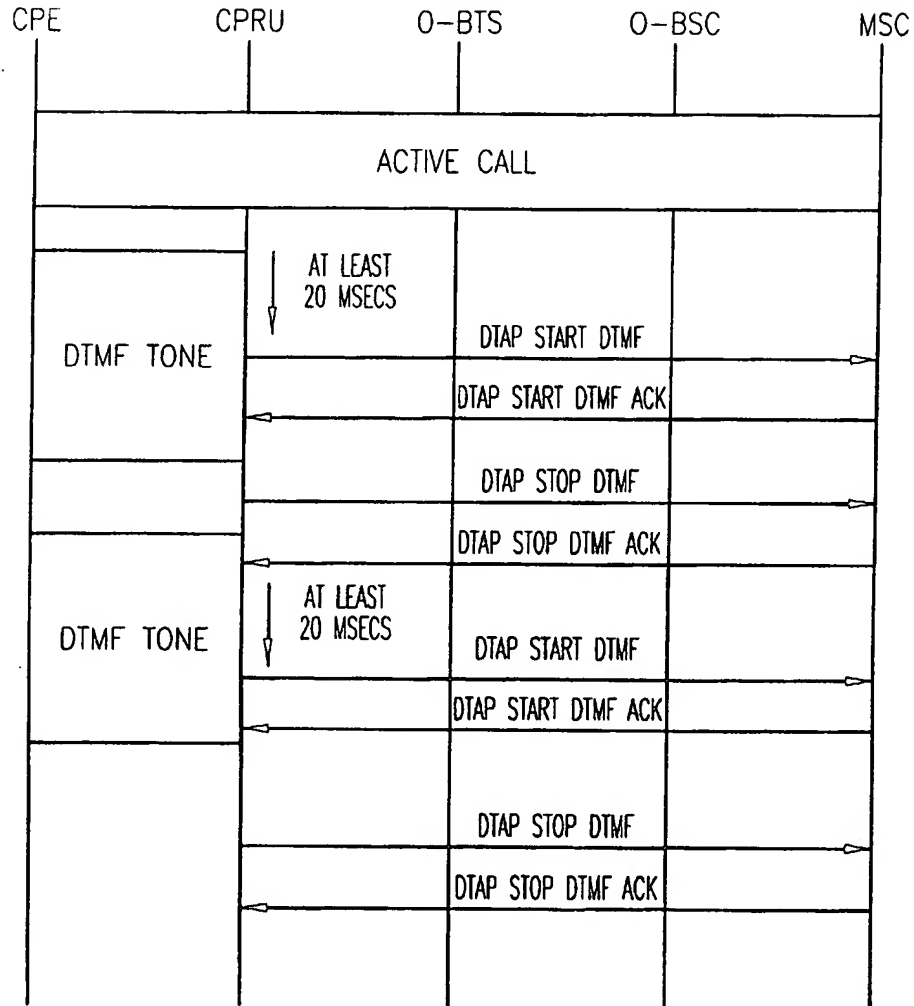 CPE CPRU O-BTS O-BSC MSC
ACTIVE CALL
AT LEAST
20 MSECS
DTMF TONE
DTAP START DTMF
DTAP START DTMF ACK
DTAP STOP DTMF
DTAP STOP DTMF ACK
AT LEAST
20 MSECS
DTMF TONE
DTAP START DTMF
DTAP START DTMF ACK
DTAP STOP DTMF
DTAP STOP DTMF ACK